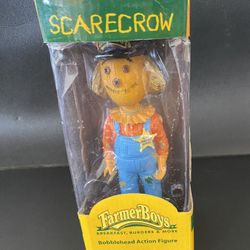 SCARECROW
FarmerBoys
BREAKFAST, BURGERS & MORE
Bobblehead Action Figure